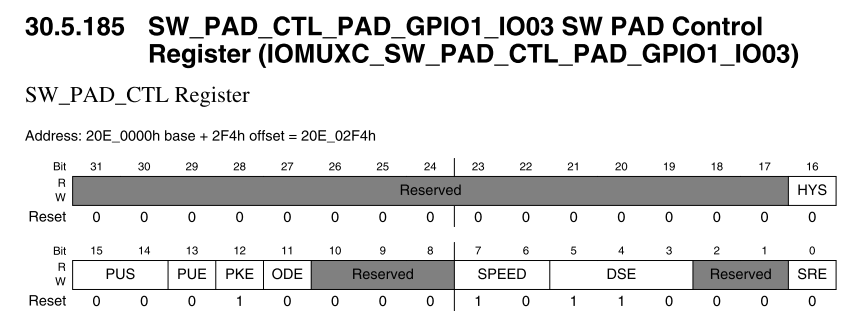 30.5.185 SW_PAD_CTL_PAD_GPIO1_IO03 SW PAD Control
Register (IOMUXC_SW_PAD_CTL_PAD_GPIO1_IO03)
SW_PAD_CTL Register
Address: 20E_0000h base + 2F4h offset = 20E_02F4h
Bit 31 30 29 28 27 26 25 24 23 22 21 20 19 18 17 16
R
Reserved HYS
W
Reset 0 0 0 0 0 0 0 0 0 0 0 0 0 0 0 0
Bit 15 14 13 12 11 10 9 8 7 6 5 4 3 2 1 0
R
PUS PUE PKE ODE Reserved SPEED DSE Reserved SRE
W
Reset 0 0 0 1 0 0 0 0 1 0 1 1 0 0 0 0